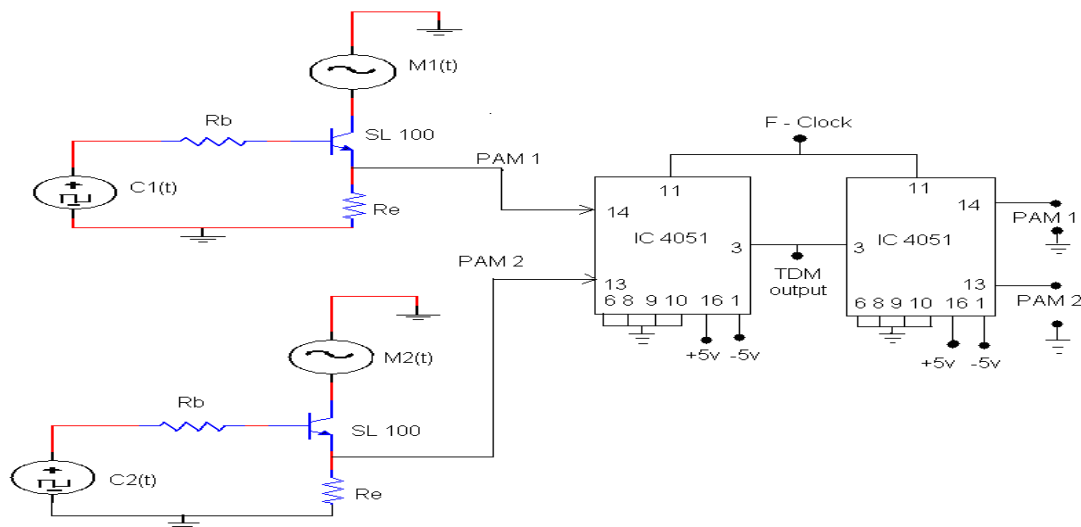 M1(t)
Rb
SL 100
C1(t)
Re
PAM 1
F - Clock
11
14
IC 4051
3
13
6 8 9 10 16 1
+5v -5v
TDM
output
11
14
IC 4051
3
13
6 8 9 10 16 1
+5v -5v
PAM 1
PAM 2
PAM 2
M2(t)
Rb
SL 100
C2(t)
Re